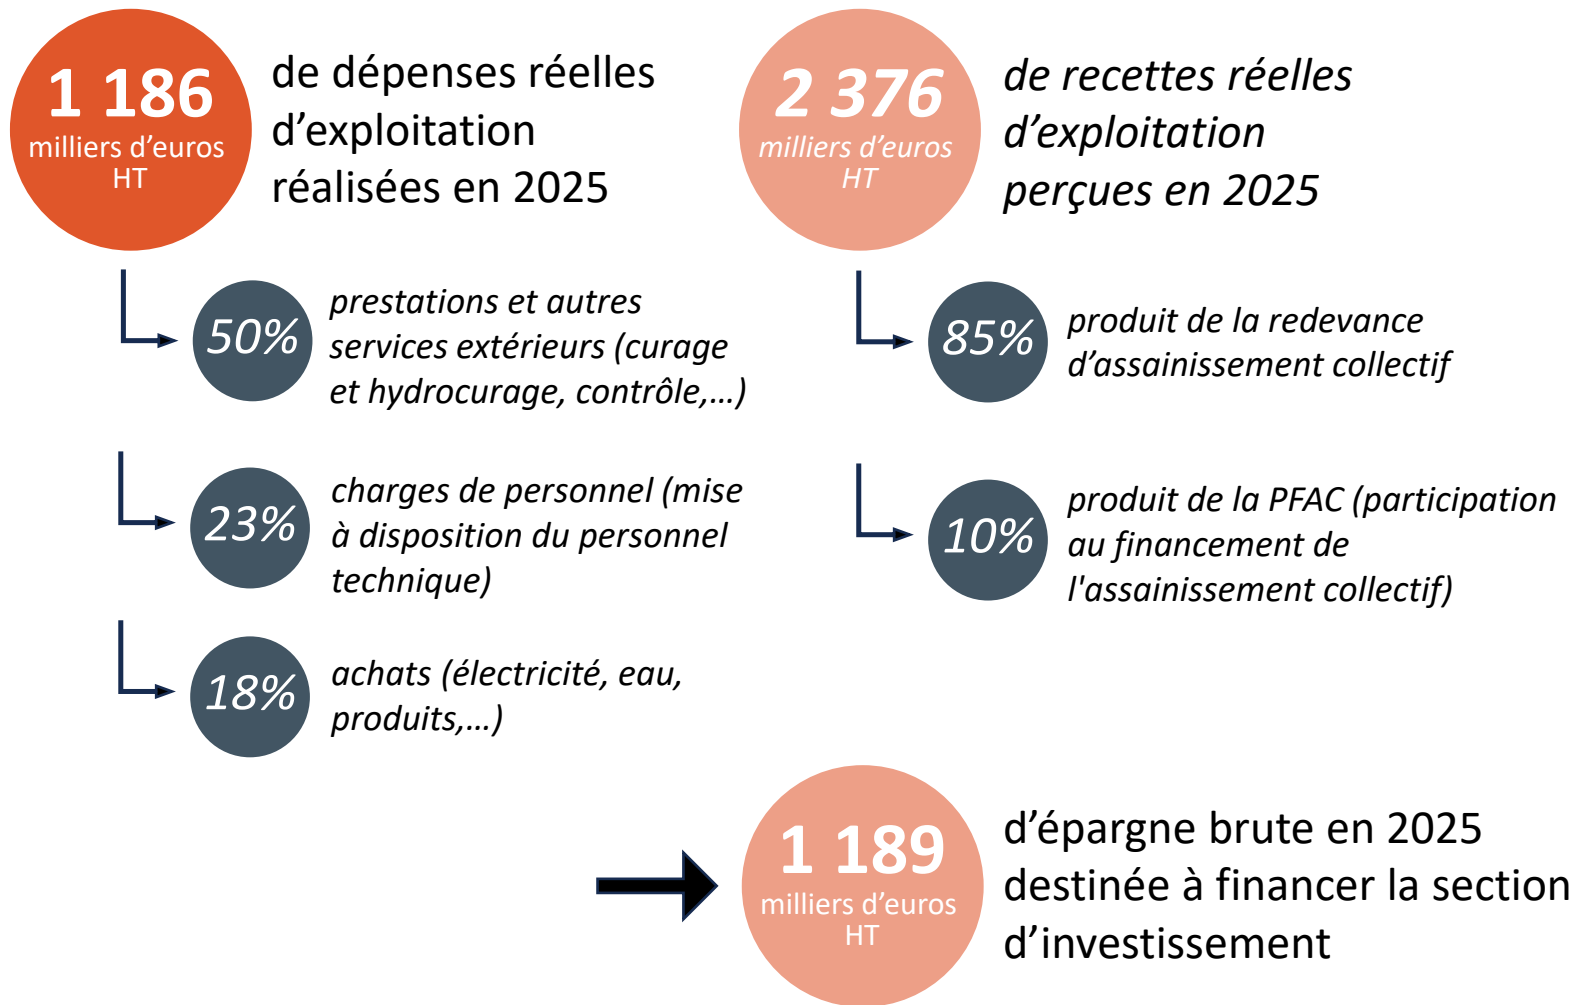 1 186
milliers d’euros
HT
de dépenses réelles
d’exploitation
réalisées en 2025
50%
prestations et autres
services extérieurs (curage
et hydrocurage, contrôle,...)
23%
charges de personnel (mise
à disposition du personnel
technique)
18%
achats (électricité, eau,
produits,...)
2 376
milliers d’euros
HT
de recettes réelles
d’exploitation
perçues en 2025
85%
produit de la redevance
d’assainissement collectif
10%
produit de la PFAC (participation
au financement de
l'assainissement collectif)
1 189
milliers d’euros
HT
d’épargne brute en 2025
destinée à financer la section
d’investissement